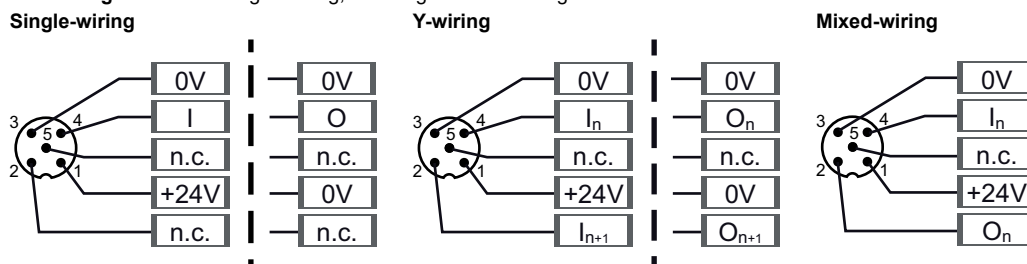 Single-wiring
Y-wiring
Mixed-wiring
3
4
5
2
1
0V
I
n.c.
+24V
n.c.
0V
O
n.c.
0V
n.c.
3
4
5
2
1
0V
Iₙ
n.c.
+24V
Iₙ₊₁
0V
Oₙ
n.c.
0V
Oₙ₊₁
3
4
5
2
1
0V
Iₙ
n.c.
+24V
Oₙ